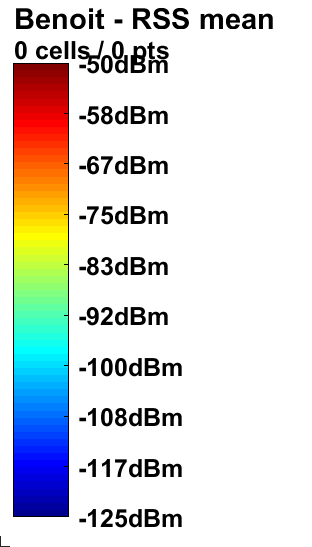 Benoit - RSS mean
0 cells / 0 pts
-50dBm
-58dBm
-67dBm
-75dBm
-83dBm
-92dBm
-100dBm
-108dBm
-117dBm
-125dBm